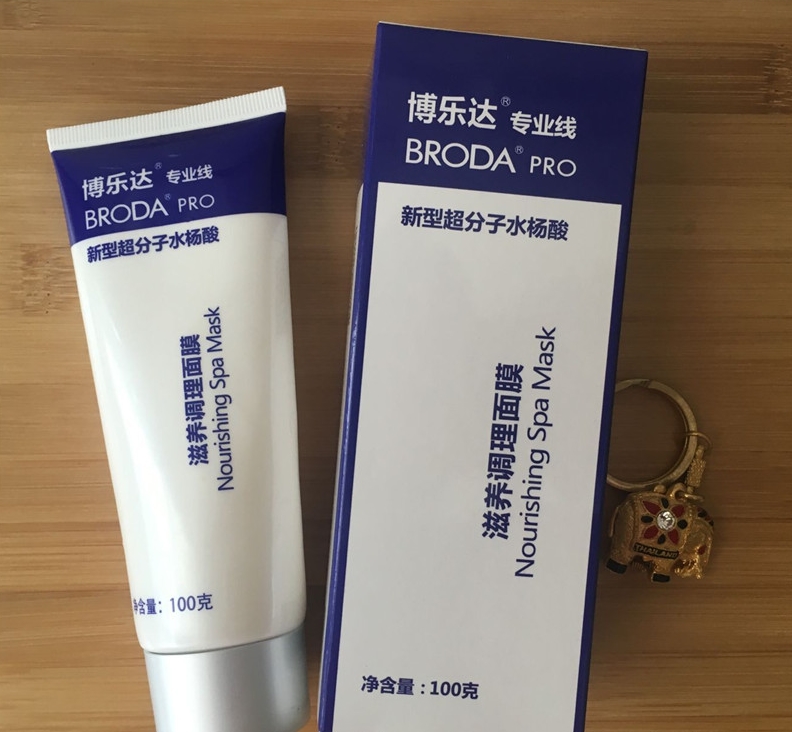 博乐达® 专业线
BRODA® PRO
新型超分子水杨酸
滋养调理面膜
Nourishing Spa Mask
净含量：100克
博乐达® 专业线
BRODA® PRO
新型超分子水杨酸
滋养调理面膜
Nourishing Spa Mask
净含量：100克
THAILAND